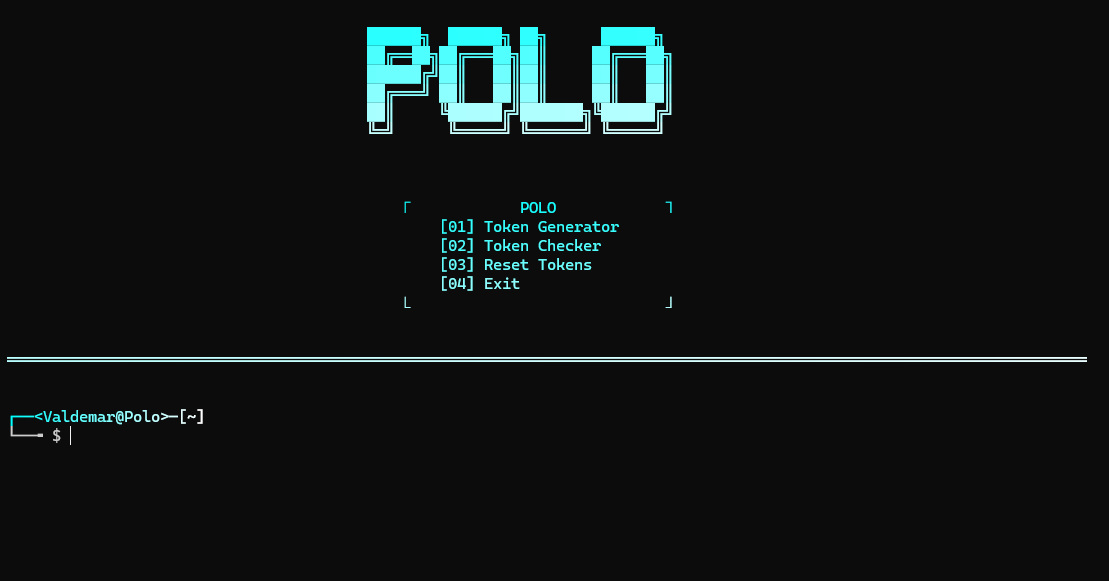 POLO
POLO
[01] Token Generator
[02] Token Checker
[03] Reset Tokens
[04] Exit
<Valdemar@Polo>─[~]
$